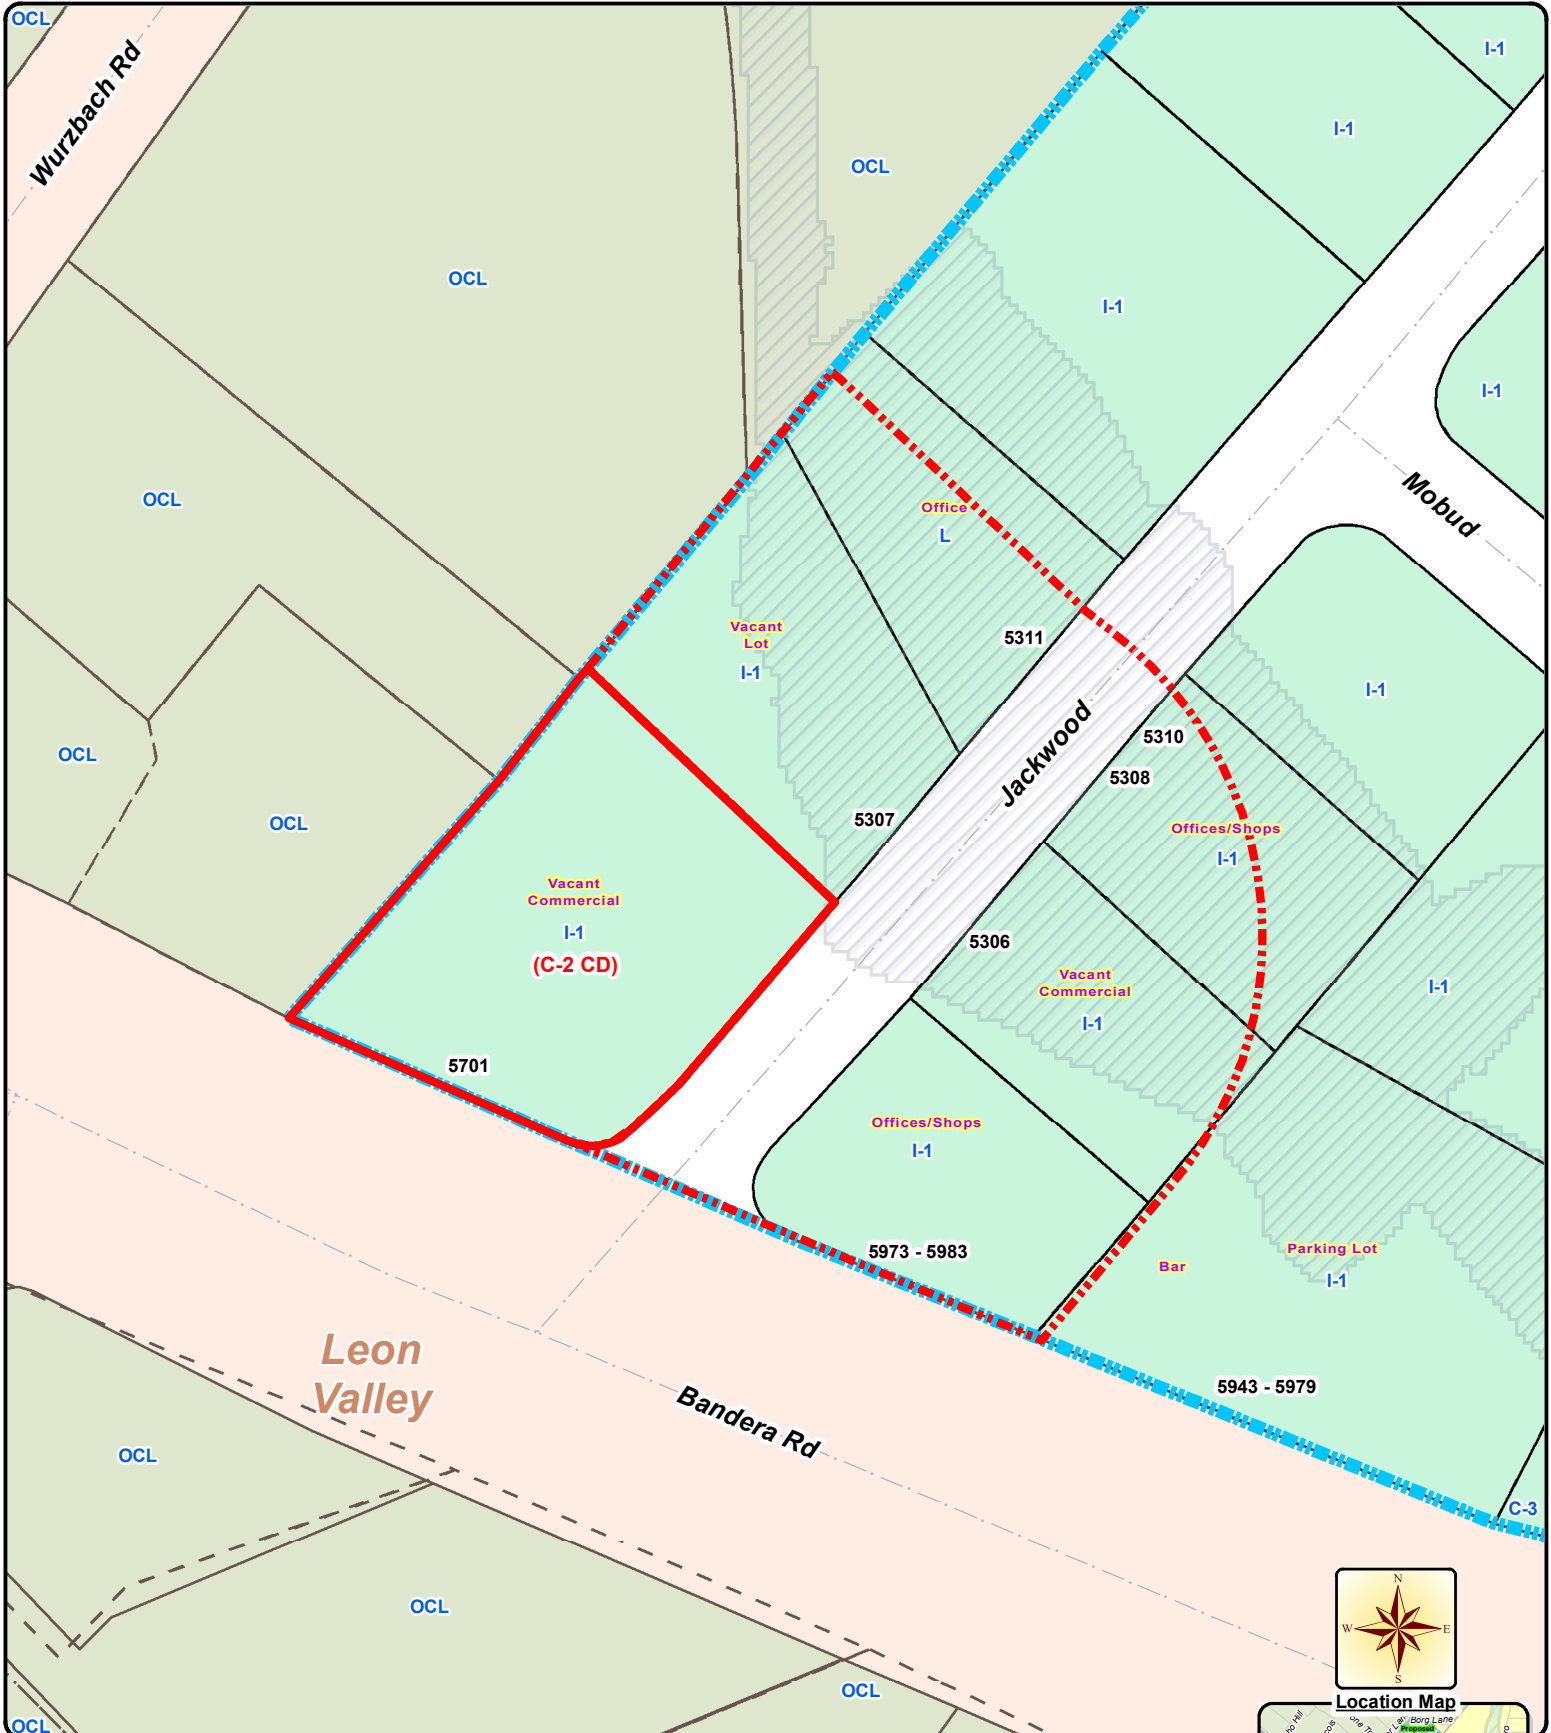 OCL
Wurzbach Rd
I-1
I-1
OCL
OCL
I-1
I-1
OCL
Mobud
Office
L
Vacant
Lot
I-1
5311
I-1
OCL
Jackwood
5310
5308
5307
Offices/Shops
I-1
OCL
Vacant
Commercial
I-1
(C-2 CD)
5306
Vacant
Commercial
I-1
I-1
5701
Offices/Shops
I-1
5973 - 5983
Bar
Parking Lot
I-1
Leon
Valley
5943 - 5979
Bandera Rd
OCL
C-3
OCL
N
W
E
S
OCL
Location Map
OCL
Borg Lane
Proposed